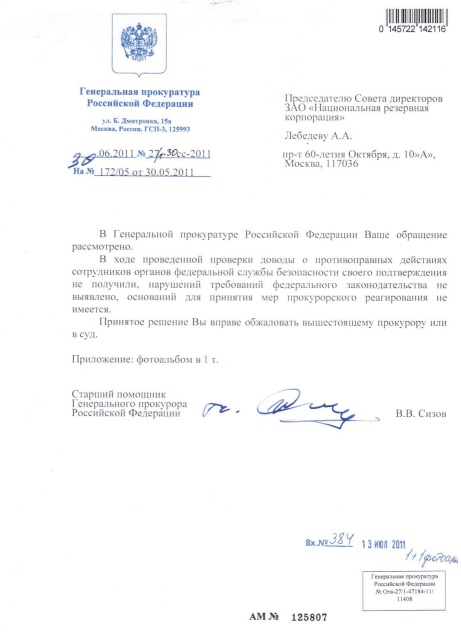 0 145722 142116
Генеральная прокуратура
Российской Федерации
ул. Б. Дмитровка, 15а
Москва, Россия, ГСП-3, 125993
30.06.2011 № 27/1-30сс-2011
На № 172/05 от 30.05.2011
Председателю Совета директоров
ЗАО «Национальная резервная
корпорация»
Лебедеву А.А.
пр-т 60-летия Октября, д. 10»А»,
Москва, 117036
В Генеральной прокуратуре Российской Федерации Ваше обращение
рассмотрено.
В ходе проведенной проверки доводы о противоправных действиях
сотрудников органов федеральной службы безопасности своего подтверждения
не получили, нарушений требований федерального законодательства не
выявлено, оснований для принятия мер прокурорского реагирования не
имеется.
Принятое решение Вы вправе обжаловать вышестоящему прокурору или
в суд.
Приложение: фотоальбом в 1 т.
Старший помощник
Генерального прокурора
Российской Федерации
В.В. Сизов
Вх.№ 384 13 ИЮЛ 2011
Генеральная прокуратура
Российской Федерации
№ Отв-27/1-47184-11/
11408
АМ № 125807